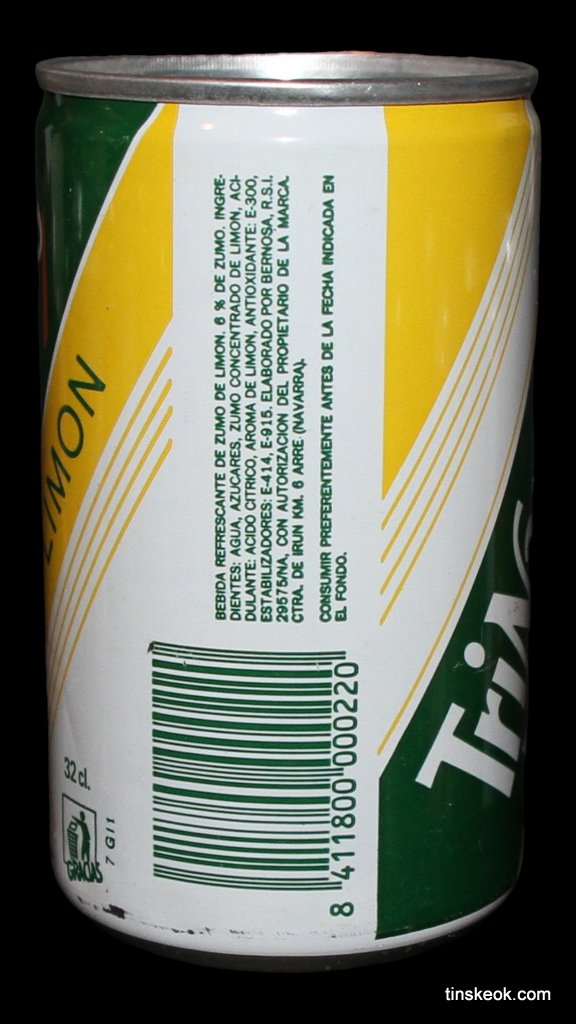 LIMON
BEBIDA REFRESCANTE DE ZUMO DE LIMON. 6 % DE ZUMO. INGRE-
DIENTES: AGUA, AZUCARES, ZUMO CONCENTRADO DE LIMON, ACI-
DULANTE: ACIDO CITRICO, AROMA DE LIMON, ANTIOXIDANTE: E-300,
ESTABILIZADORES: E-414, E-915. ELABORADO POR BERNOSA, R.S.I.
29575/NA, CON AUTORIZACION DEL PROPIETARIO DE LA MARCA.
CTRA. DE IRUN KM. 6 ARRE (NAVARRA).
CONSUMIR PREFERENTEMENTE ANTES DE LA FECHA INDICADA EN
EL FONDO.
8 411800 000220
32 cl.
GRACIAS
7 G11
TriN
tinskeok.com